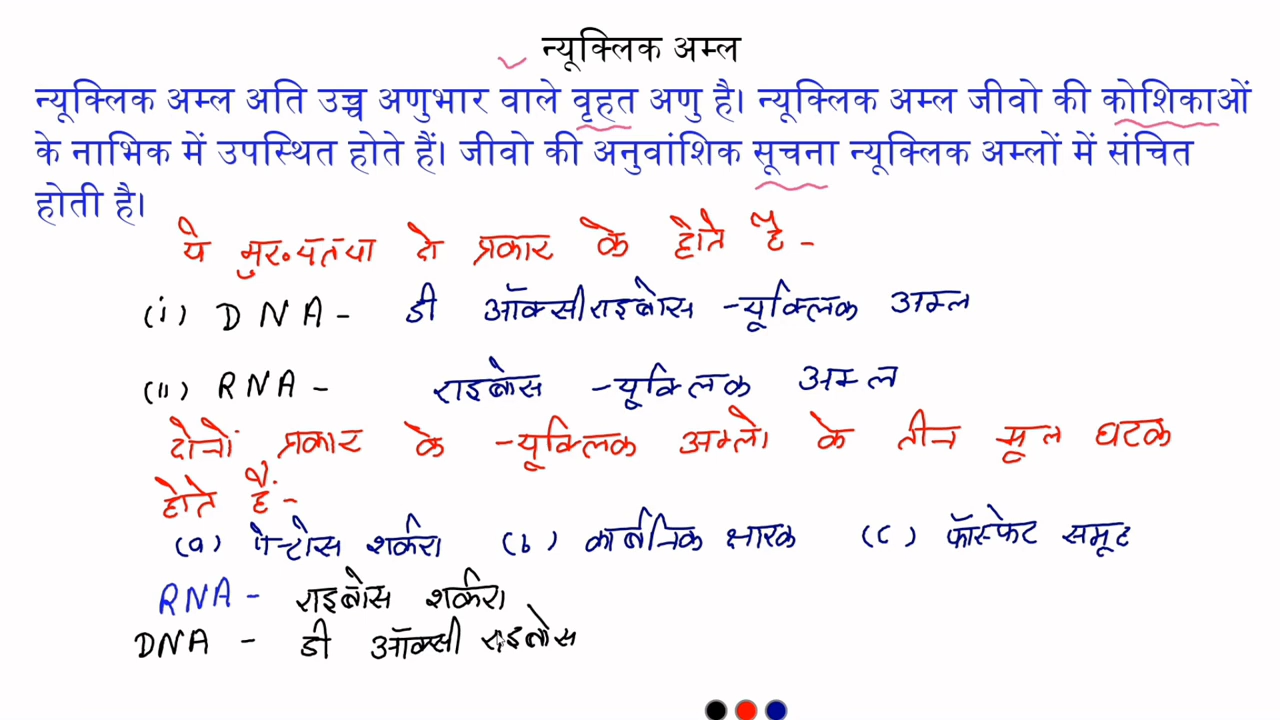 न्यूक्लिक अम्ल
न्यूक्लिक अम्ल अति उच्च अणुभार वाले वृहत अणु है। न्यूक्लिक अम्ल जीवो की कोशिकाओं
के नाभिक में उपस्थित होते हैं। जीवो की अनुवांशिक सूचना न्यूक्लिक अम्लों में संचित
होती है।
ये मुख्यतया दो प्रकार के होते है -
(i) DNA - डी ऑक्सीराइबोस न्यूक्लिक अम्ल
(ii) RNA - राइबोस न्यूक्लिक अम्ल
दोनों प्रकार के न्यूक्लिक अम्लो के तीन मूल घटक
होते हैं -
(a) पेन्टोस शर्करा (b) कार्बनिक क्षारक (c) फॉस्फेट समूह
RNA - राइबोस शर्करा
DNA - डी ऑक्सी राइबोस